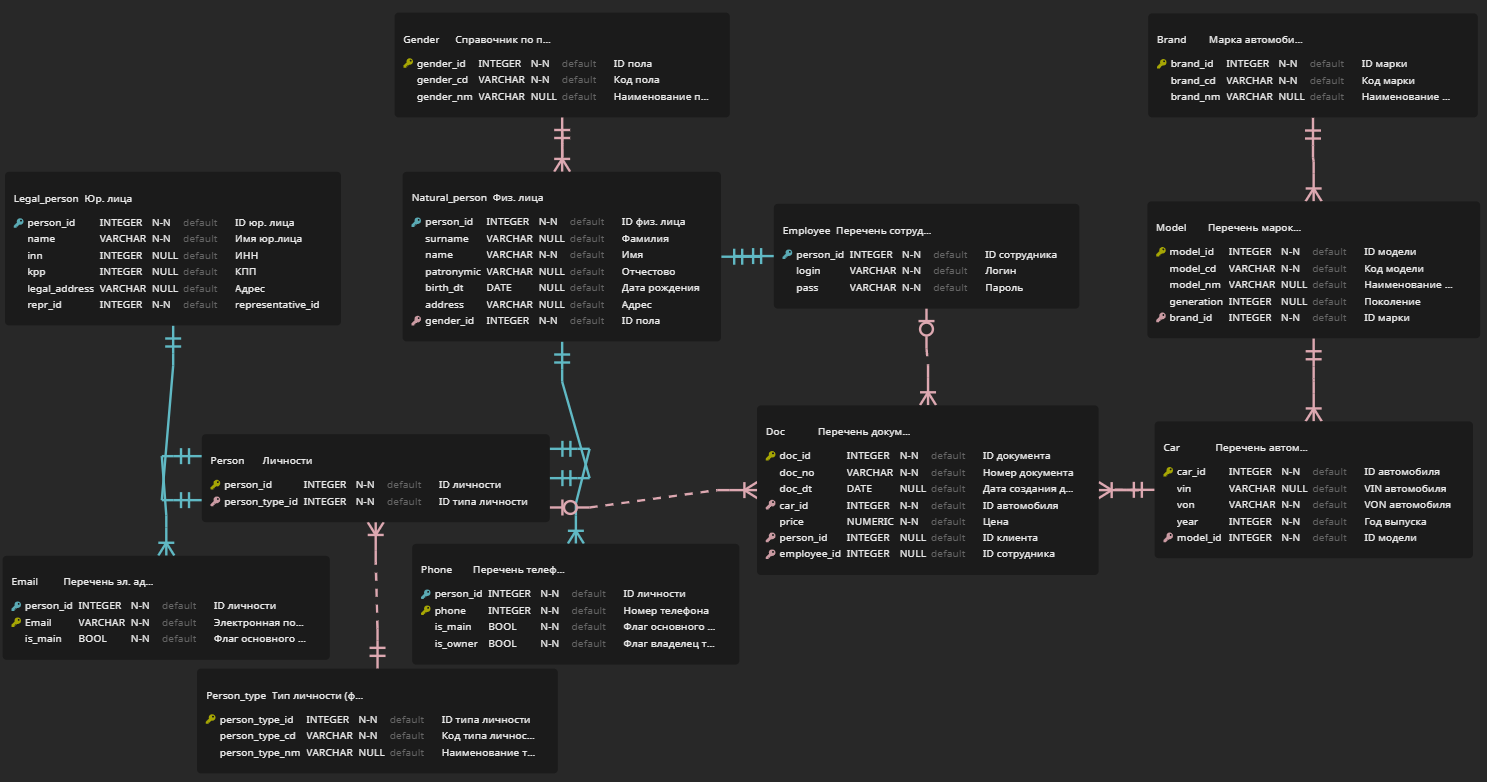 Gender Справочник по п...
gender_id INTEGER N-N default ID пола
gender_cd VARCHAR N-N default Код пола
gender_nm VARCHAR NULL default Наименование п...
Brand Марка автомоби...
brand_id INTEGER N-N default ID марки
brand_cd VARCHAR N-N default Код марки
brand_nm VARCHAR NULL default Наименование ...
Legal_person Юр. лица
person_id INTEGER N-N default ID юр. лица
name VARCHAR N-N default Имя юр.лица
inn INTEGER NULL default ИНН
kpp INTEGER NULL default КПП
legal_address VARCHAR NULL default Адрес
repr_id INTEGER N-N default representative_id
Natural_person Физ. лица
person_id INTEGER N-N default ID физ. лица
surname VARCHAR NULL default Фамилия
name VARCHAR N-N default Имя
patronymic VARCHAR NULL default Отчестово
birth_dt DATE NULL default Дата рождения
address VARCHAR NULL default Адрес
gender_id INTEGER N-N default ID пола
Employee Перечень сотруд...
person_id INTEGER N-N default ID сотрудника
login VARCHAR N-N default Логин
pass VARCHAR N-N default Пароль
Model Перечень марок...
model_id INTEGER N-N default ID модели
model_cd VARCHAR N-N default Код модели
model_nm VARCHAR NULL default Наименование ...
generation INTEGER NULL default Поколение
brand_id INTEGER N-N default ID марки
Person Личности
person_id INTEGER N-N default ID личности
person_type_id INTEGER N-N default ID типа личности
Doc Перечень докум...
doc_id INTEGER N-N default ID документа
doc_no VARCHAR N-N default Номер документа
doc_dt DATE NULL default Дата создания д...
car_id INTEGER N-N default ID автомобиля
price NUMERIC N-N default Цена
person_id INTEGER NULL default ID клиента
employee_id INTEGER NULL default ID сотрудника
Car Перечень автом...
car_id INTEGER N-N default ID автомобиля
vin VARCHAR NULL default VIN автомобиля
von VARCHAR N-N default VON автомобиля
year INTEGER N-N default Год выпуска
model_id INTEGER N-N default ID модели
Email Перечень эл. ад...
person_id INTEGER N-N default ID личности
Email VARCHAR N-N default Электронная по...
is_main BOOL N-N default Флаг основного ...
Phone Перечень телеф...
person_id INTEGER N-N default ID личности
phone INTEGER N-N default Номер телефона
is_main BOOL N-N default Флаг основного ...
is_owner BOOL N-N default Флаг владелец т...
Person_type Тип личности (ф...
person_type_id INTEGER N-N default ID типа личности
person_type_cd VARCHAR N-N default Код типа личнос...
person_type_nm VARCHAR NULL default Наименование т...